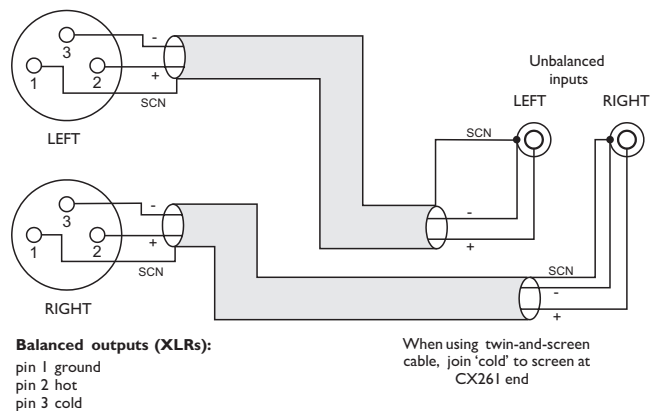 3
-
1
2
+
SCN
LEFT
Unbalanced
inputs
LEFT
RIGHT
SCN
-
+
3
-
1
2
+
SCN
RIGHT
SCN
-
+
Balanced outputs (XLRs):
pin 1 ground
pin 2 hot
pin 3 cold
When using twin-and-screen
cable, join ‘cold’ to screen at
CX261 end